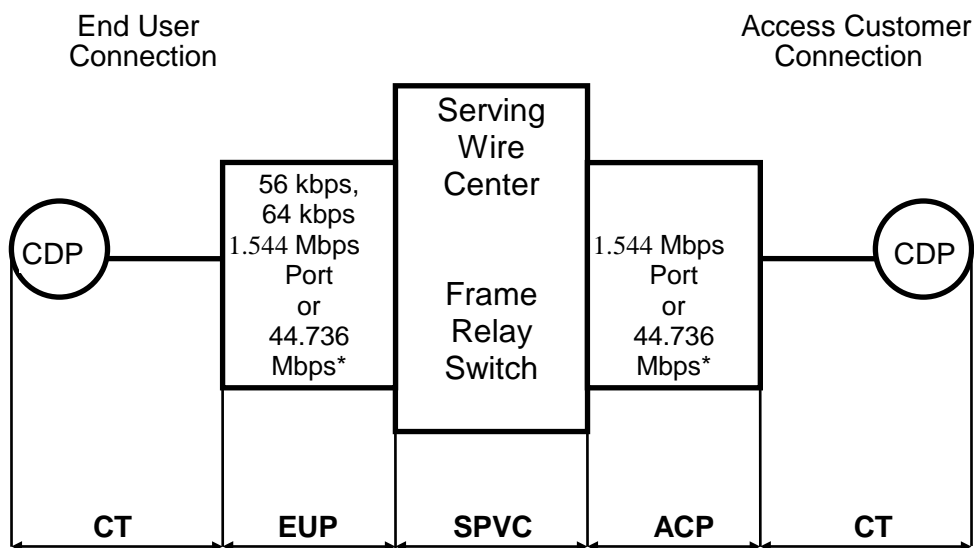 End User
Connection
Access Customer
Connection
Serving
Wire
Center
Frame
Relay
Switch
56 kbps,
64 kbps
1.544 Mbps
Port
or
44.736
Mbps*
1.544 Mbps
Port
or
44.736
Mbps*
CDP
CDP
CT
EUP
SPVC
ACP
CT